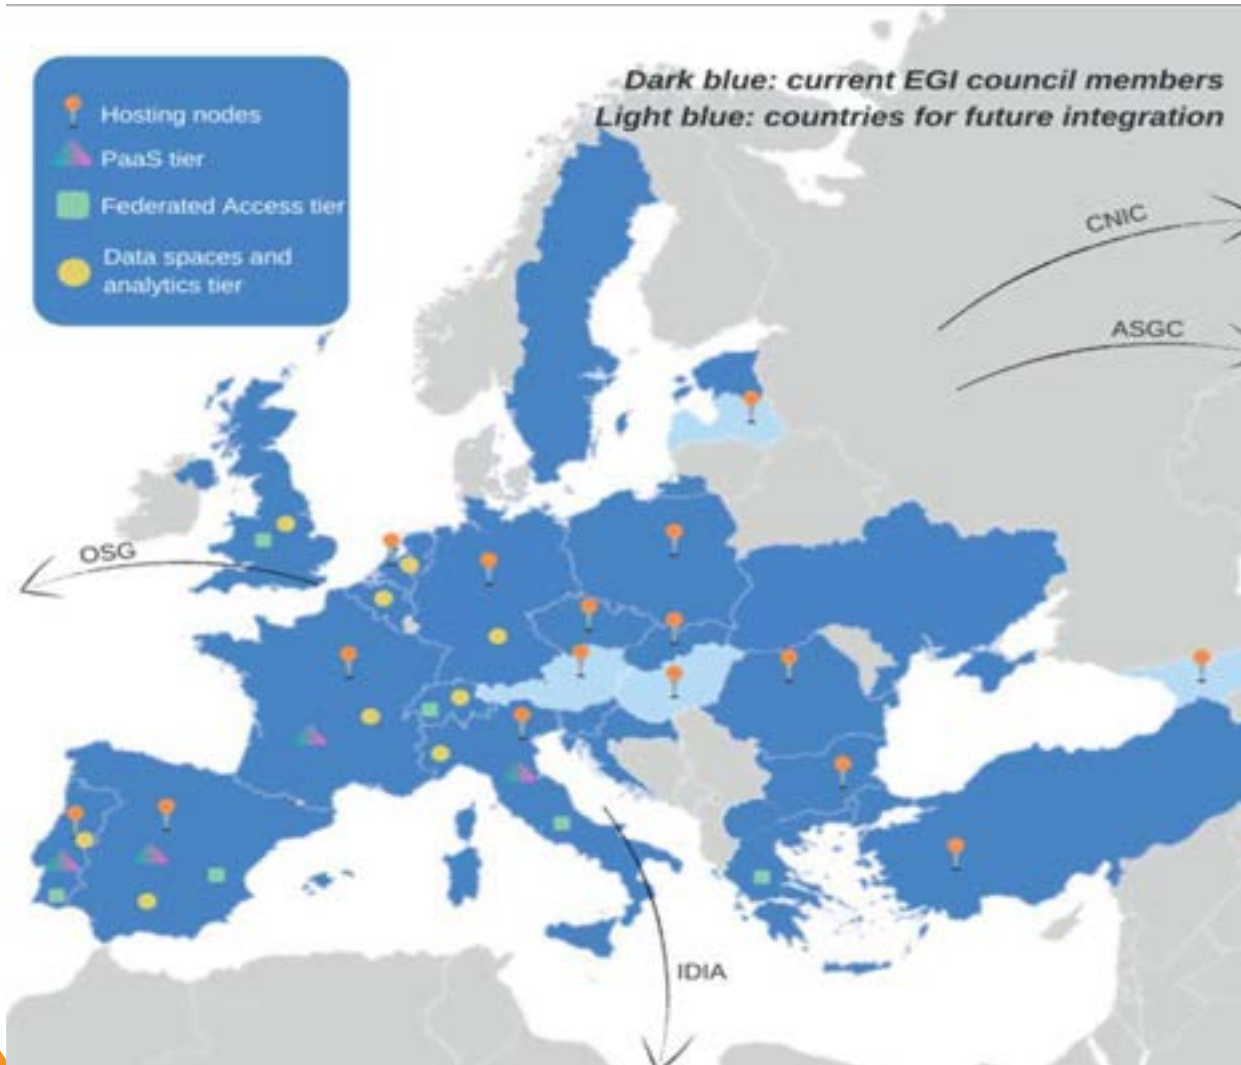 Dark blue: current EGI council members
Light blue: countries for future integration
Hosting nodes
PaaS tier
Federated Access tier
Data spaces and
analytics tier
CNIC
ASGC
OSG
IDIA